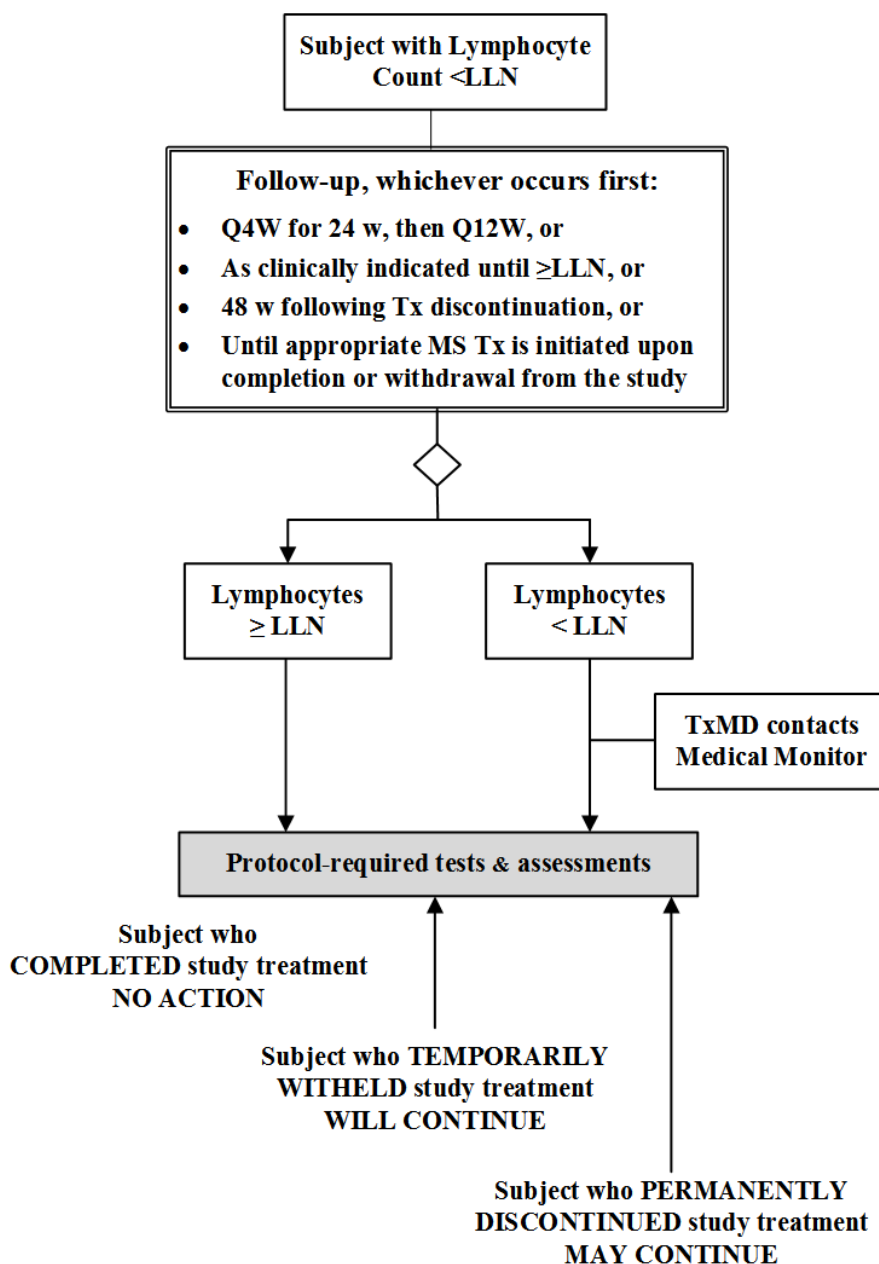 Subject with Lymphocyte
Count <LLN
Follow-up, whichever occurs first:
• Q4W for 24 w, then Q12W, or
• As clinically indicated until ≥LLN, or
• 48 w following Tx discontinuation, or
• Until appropriate MS Tx is initiated upon
completion or withdrawal from the study
Lymphocytes
≥ LLN
Lymphocytes
< LLN
TxMD contacts
Medical Monitor
Protocol-required tests & assessments
Subject who
COMPLETED study treatment
NO ACTION
Subject who TEMPORARILY
WITHELD study treatment
WILL CONTINUE
Subject who PERMANENTLY
DISCONTINUED study treatment
MAY CONTINUE